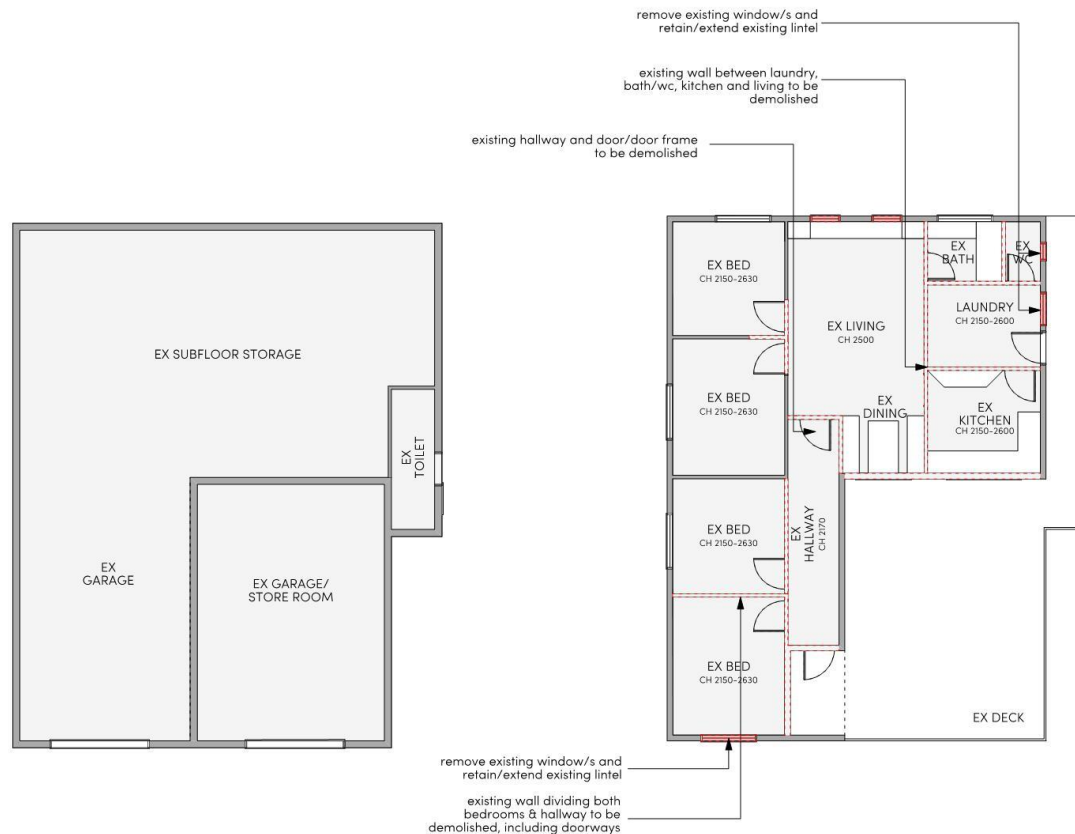 remove existing window/s and
retain/extend existing lintel
existing wall between laundry,
bath/wc, kitchen and living to be
demolished
existing hallway and door/door frame
to be demolished
EX SUBFLOOR STORAGE
EX
TOILET
EX
GARAGE
EX GARAGE/
STORE ROOM
EX BED
CH 2150-2630
EX LIVING
CH 2500
EX
BATH
EX
WC
LAUNDRY
CH 2150-2600
EX BED
CH 2150-2630
EX
DINING
EX
KITCHEN
CH 2150-2600
EX BED
CH 2150-2630
EX
HALLWAY
CH 2170
EX BED
CH 2150-2630
EX DECK
remove existing window/s and
retain/extend existing lintel
existing wall dividing both
bedrooms & hallway to be
demolished, including doorways